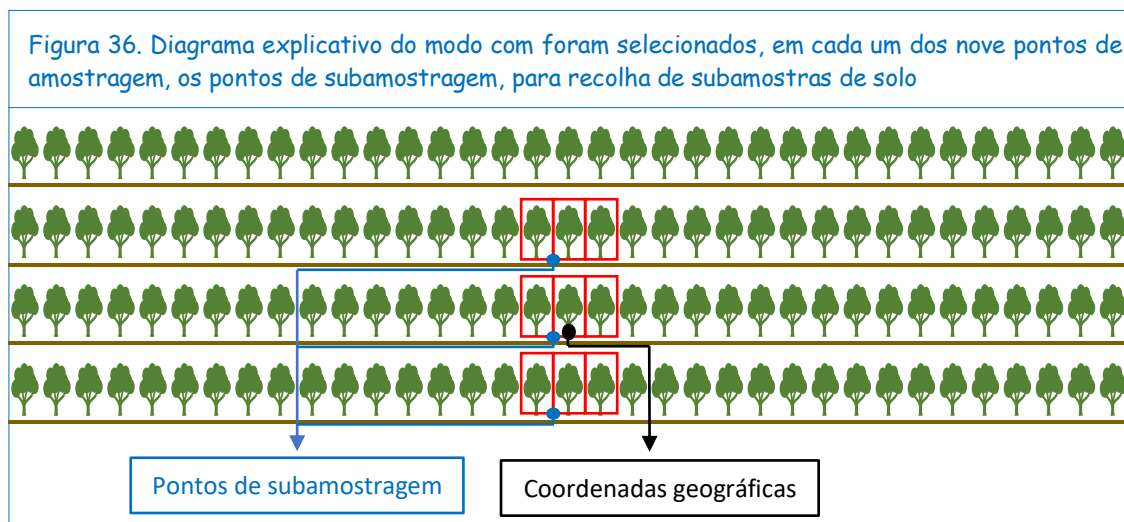 Figura 36. Diagrama explicativo do modo com foram selecionados, em cada um dos nove pontos de
amostragem, os pontos de subamostragem, para recolha de subamostras de solo
Pontos de subamostragem
Coordenadas geográficas